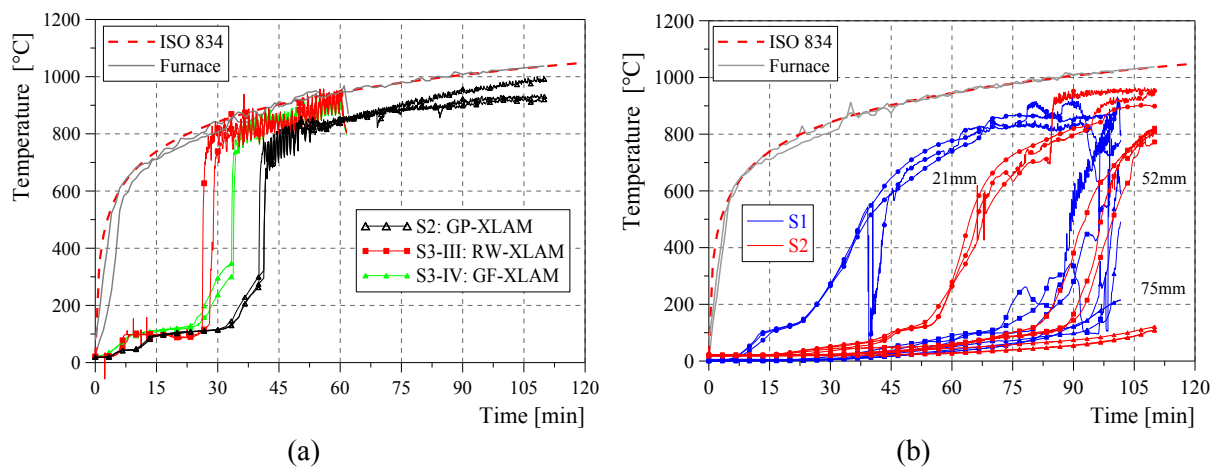 1200
1000
800
600
400
200
0
Temperature [°C]
ISO 834
Furnace
S2: GP-XLAM
S3-III: RW-XLAM
S3-IV: GF-XLAM
0 15 30 45 60 75 90 105 120
Time [min]
(a)
1200
1000
800
600
400
200
0
Temperature [°C]
ISO 834
Furnace
21mm
52mm
S1
S2
75mm
0 15 30 45 60 75 90 105 120
Time [min]
(b)